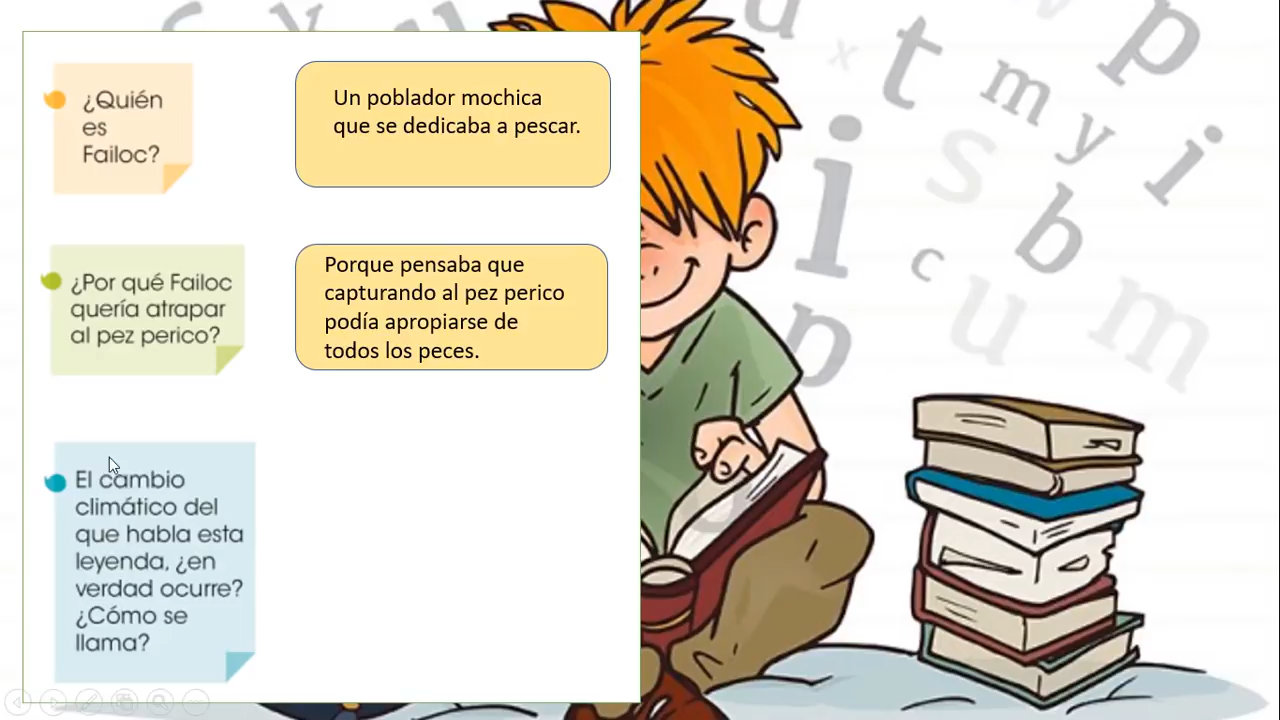 ¿Quién
es
Failoc?
Un poblador mochica
que se dedicaba a pescar.
¿Por qué Failoc
quería atrapar
al pez perico?
Porque pensaba que
capturando al pez perico
podía apropiarse de
todos los peces.
El cambio
climático del
que habla esta
leyenda, ¿en
verdad ocurre?
¿Cómo se
llama?